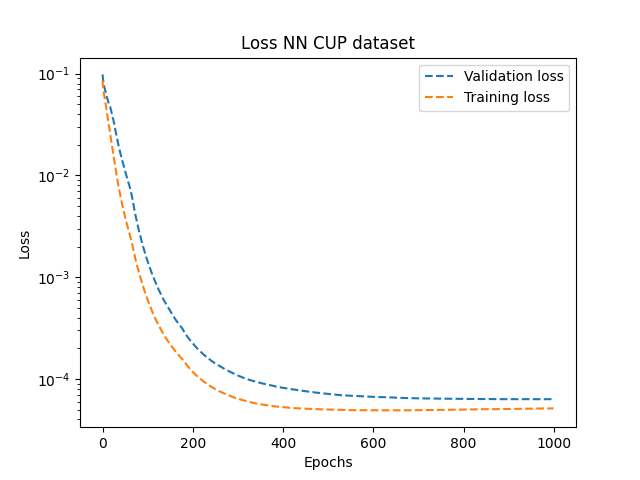 Loss NN CUP dataset
Validation loss
Training loss
Loss
10⁻¹
10⁻²
10⁻³
10⁻⁴
0 200 400 600 800 1000
Epochs